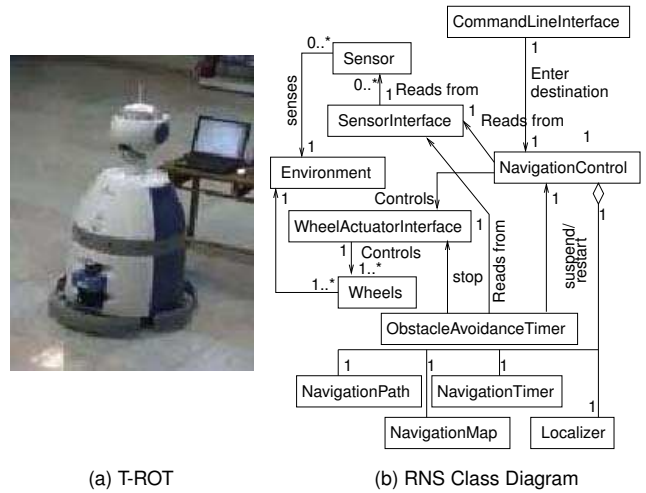 CommandLineInterface
1
Enter
destination
1
1
0..*
Sensor
0..*
1
Reads from
SensorInterface
1
Reads from
senses
1
Environment
1
NavigationControl
Controls
1
WheelActuatorInterface
1
1
Controls
1..*
1..*
Wheels
stop
Reads from
suspend/
restart
1
1
ObstacleAvoidanceTimer
1
1
1
NavigationPath
NavigationTimer
1
NavigationMap
Localizer
(a) T-ROT
(b) RNS Class Diagram